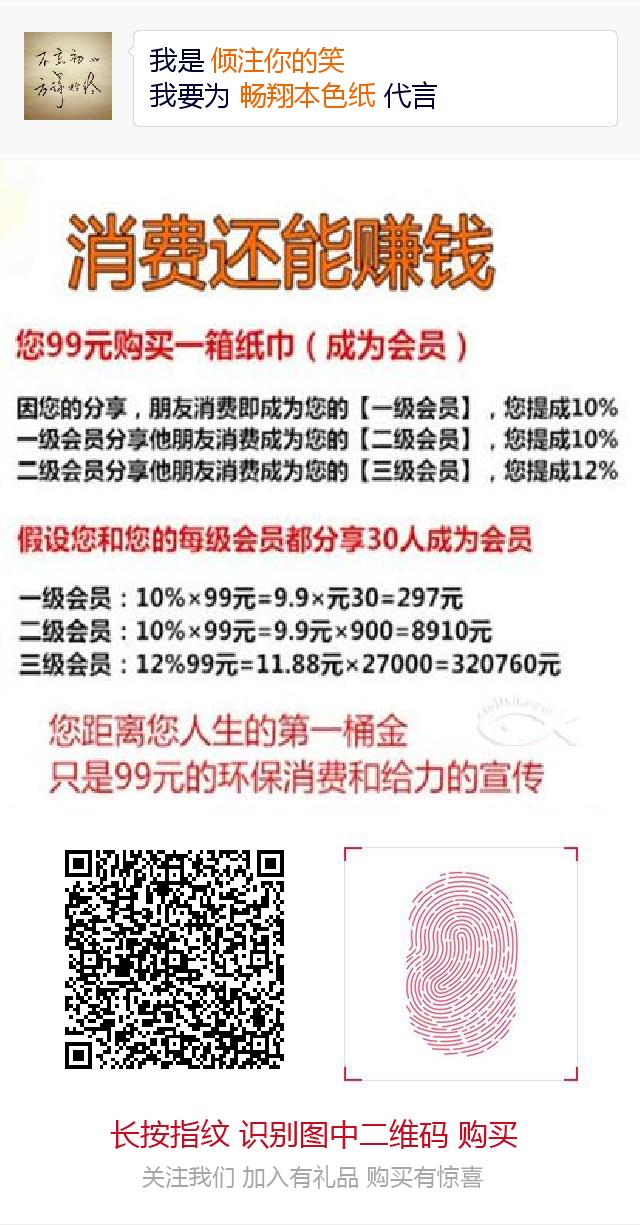 不忘初心
方得始终
我是 倾注你的笑
我要为 畅翔本色纸 代言
消费还能赚钱
您99元购买一箱纸巾（成为会员）
因您的分享，朋友消费即成为您的【一级会员】，您提成10%
一级会员分享他朋友消费成为您的【二级会员】，您提成10%
二级会员分享他朋友消费成为您的【三级会员】，您提成12%
假设您和您的每级会员都分享30人成为会员
一级会员：10%×99元=9.9×元30=297元
二级会员：10%×99元=9.9元×900=8910元
三级会员：12%99元=11.88元×27000=320760元
您距离您人生的第一桶金
只是99元的环保消费和给力的宣传
长按指纹 识别图中二维码 购买
关注我们 加入有礼品 购买有惊喜